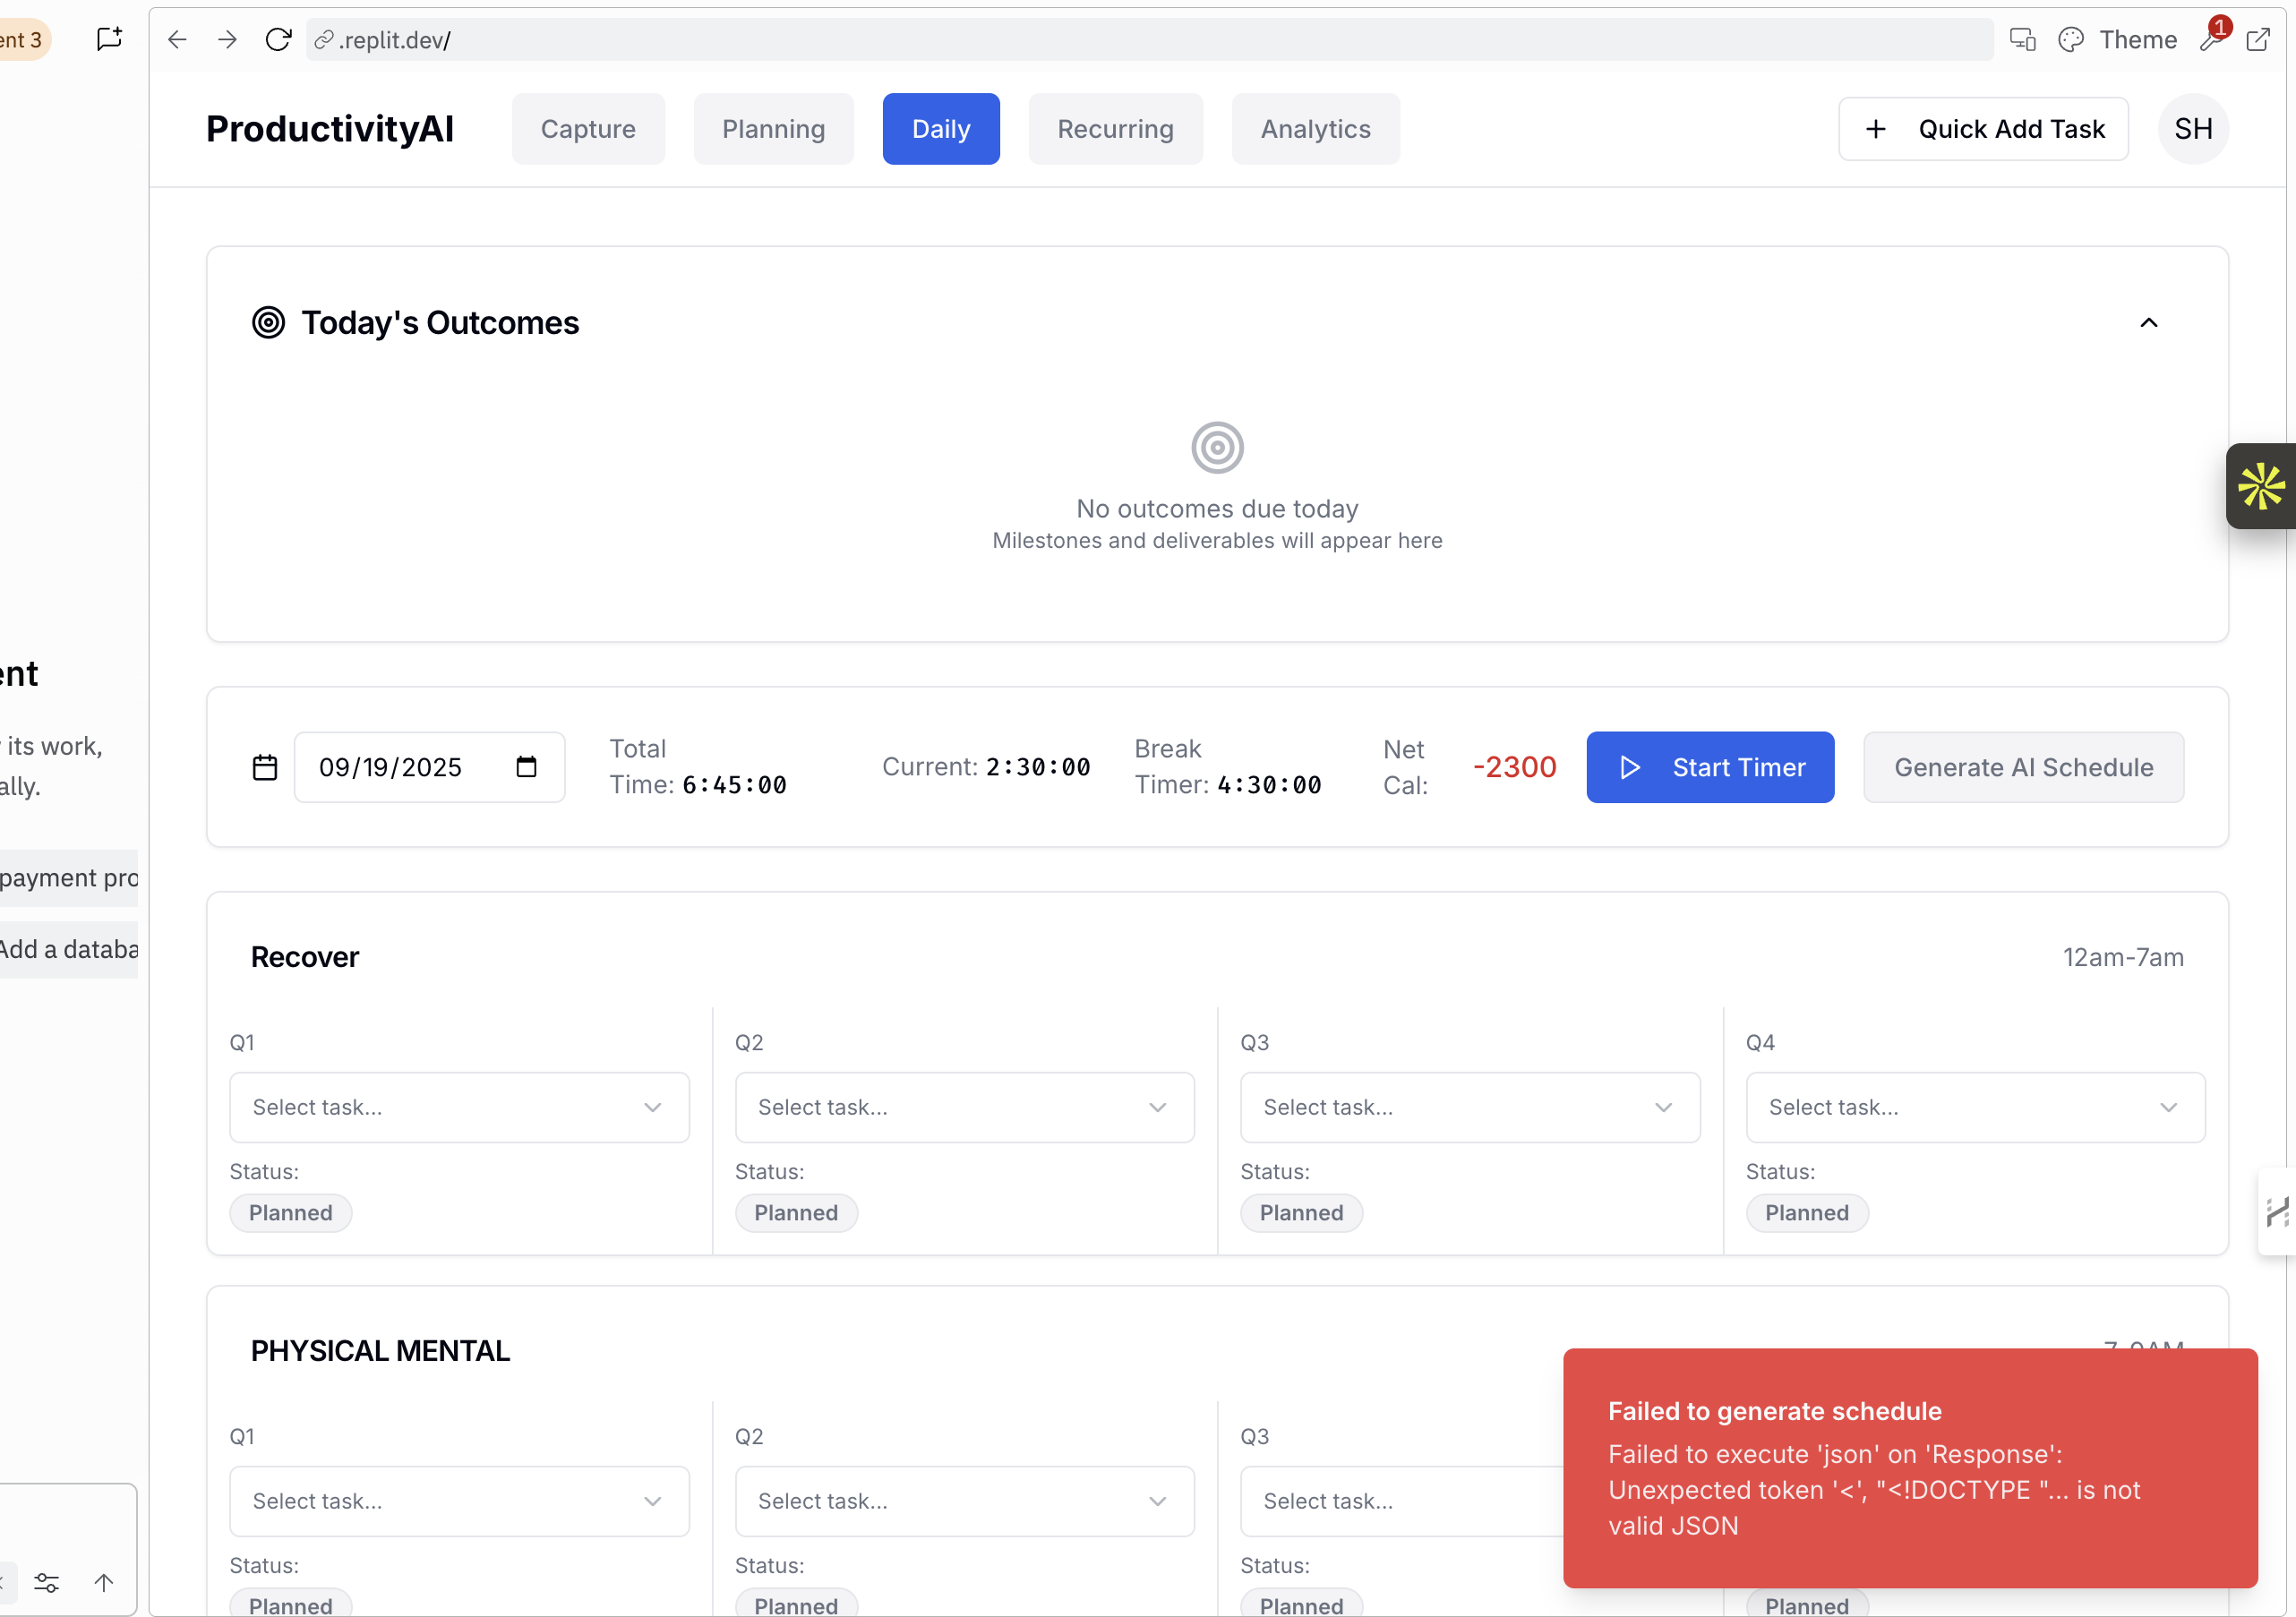 ent 3
.replit.dev/
Theme
1
ProductivityAI
Capture
Planning
Daily
Recurring
Analytics
+ Quick Add Task
SH
Today's Outcomes
No outcomes due today
Milestones and deliverables will appear here
ent
its work,
ally.
payment pro
Add a databa
09/19/2025
Total
Time: 6:45:00
Current: 2:30:00
Break
Timer: 4:30:00
Net
Cal:
-2300
Start Timer
Generate AI Schedule
Recover
12am-7am
Q1
Q2
Q3
Q4
Select task...
Select task...
Select task...
Select task...
Status:
Status:
Status:
Status:
Planned
Planned
Planned
Planned
PHYSICAL MENTAL
Q1
Q2
Q3
Select task...
Select task...
Select task...
Status:
Status:
Status:
Planned
Planned
Planned
Planned
Failed to generate schedule
Failed to execute 'json' on 'Response':
Unexpected token '<', "<!DOCTYPE "... is not
valid JSON